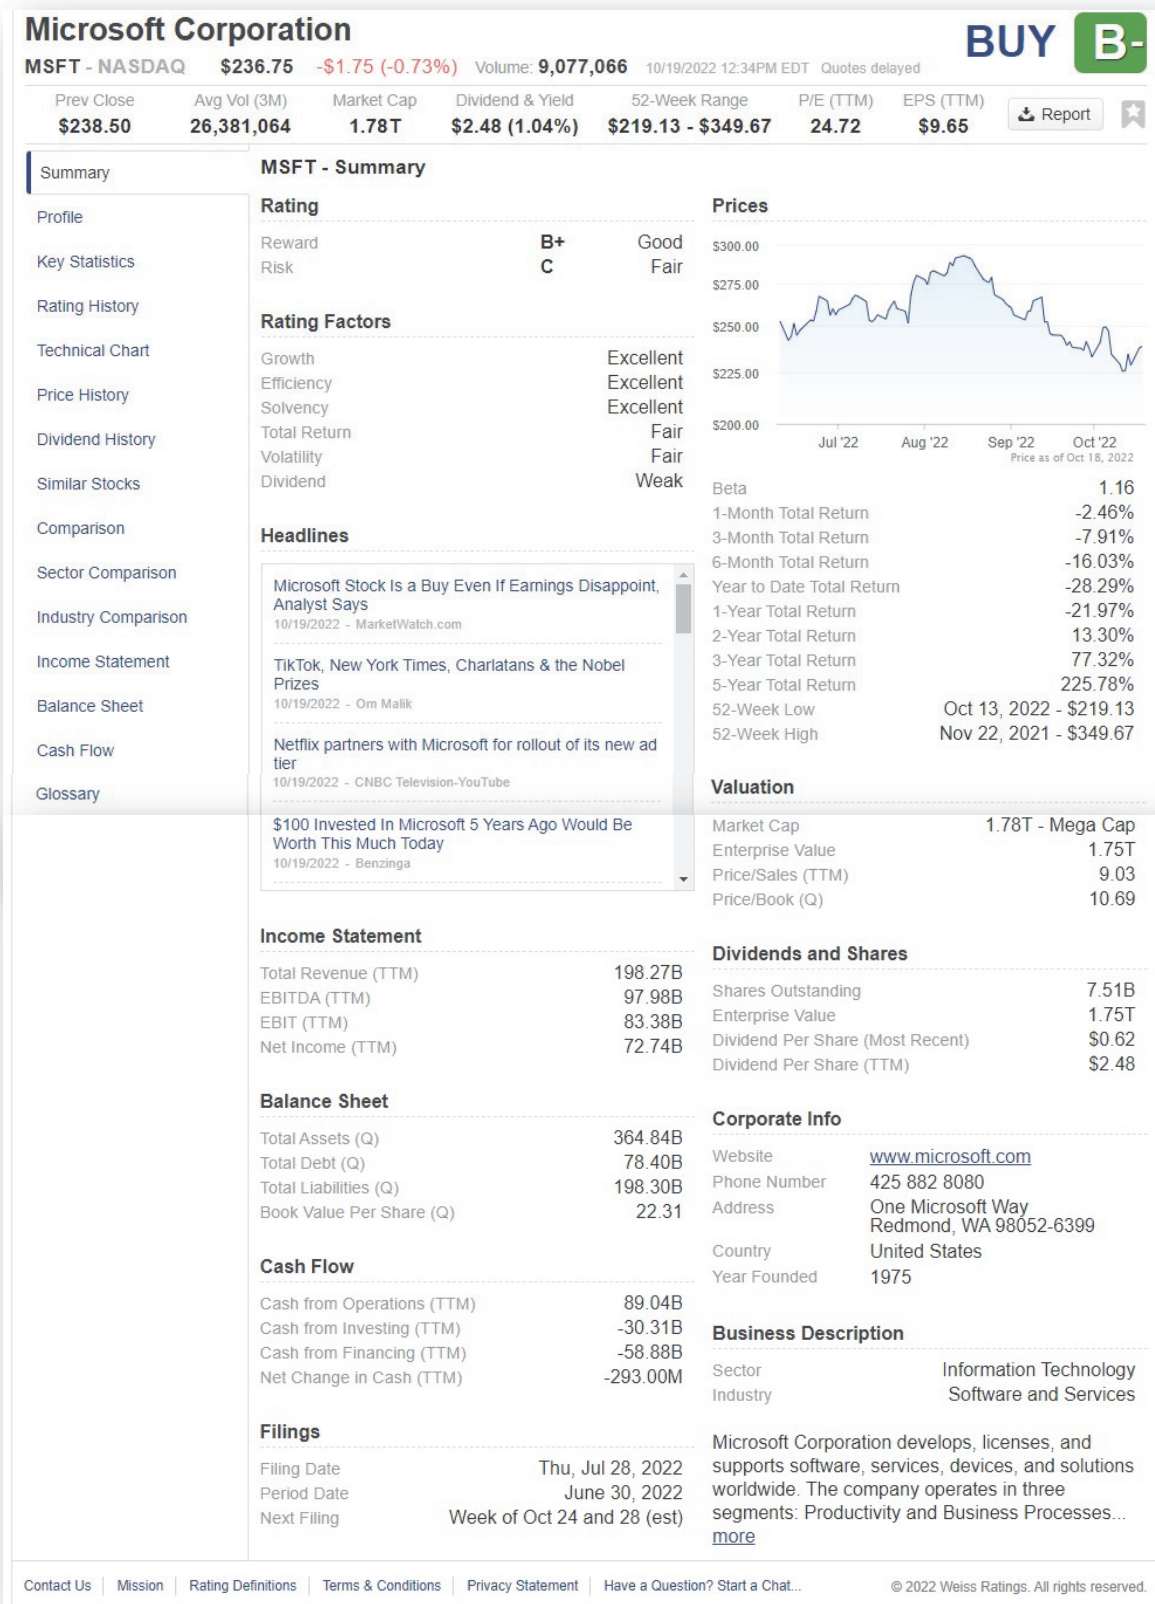 Microsoft Corporation
BUY B-
MSFT - NASDAQ $236.75 -$1.75 (-0.73%) Volume: 9,077,066 10/19/2022 12:34PM EDT Quotes delayed
Prev Close Avg Vol (3M) Market Cap Dividend & Yield 52-Week Range P/E (TTM) EPS (TTM)
$238.50 26,381,064 1.78T $2.48 (1.04%) $219.13 - $349.67 24.72 $9.65
Report
Summary
Profile
Key Statistics
Rating History
Technical Chart
Price History
Dividend History
Similar Stocks
Comparison
Sector Comparison
Industry Comparison
Income Statement
Balance Sheet
Cash Flow
Glossary
MSFT - Summary
Rating
Reward B+ Good
Risk C Fair
Rating Factors
Growth Excellent
Efficiency Excellent
Solvency Excellent
Total Return Fair
Volatility Fair
Dividend Weak
Headlines
Microsoft Stock Is a Buy Even If Earnings Disappoint,
Analyst Says
10/19/2022 - MarketWatch.com
TikTok, New York Times, Charlatans & the Nobel
Prizes
10/19/2022 - Om Malik
Netflix partners with Microsoft for rollout of its new ad
tier
10/19/2022 - CNBC Television-YouTube
$100 Invested In Microsoft 5 Years Ago Would Be
Worth This Much Today
10/19/2022 - Benzinga
Income Statement
Total Revenue (TTM) 198.27B
EBITDA (TTM) 97.98B
EBIT (TTM) 83.38B
Net Income (TTM) 72.74B
Balance Sheet
Total Assets (Q) 364.84B
Total Debt (Q) 78.40B
Total Liabilities (Q) 198.30B
Book Value Per Share (Q) 22.31
Cash Flow
Cash from Operations (TTM) 89.04B
Cash from Investing (TTM) -30.31B
Cash from Financing (TTM) -58.88B
Net Change in Cash (TTM) -293.00M
Filings
Filing Date Thu, Jul 28, 2022
Period Date June 30, 2022
Next Filing Week of Oct 24 and 28 (est)
Prices
$300.00
$275.00
$250.00
$225.00
$200.00
Jul '22 Aug '22 Sep '22 Oct '22
Price as of Oct 18, 2022
Beta 1.16
1-Month Total Return -2.46%
3-Month Total Return -7.91%
6-Month Total Return -16.03%
Year to Date Total Return -28.29%
1-Year Total Return -21.97%
2-Year Total Return 13.30%
3-Year Total Return 77.32%
5-Year Total Return 225.78%
52-Week Low Oct 13, 2022 - $219.13
52-Week High Nov 22, 2021 - $349.67
Valuation
Market Cap 1.78T - Mega Cap
Enterprise Value 1.75T
Price/Sales (TTM) 9.03
Price/Book (Q) 10.69
Dividends and Shares
Shares Outstanding 7.51B
Enterprise Value 1.75T
Dividend Per Share (Most Recent) $0.62
Dividend Per Share (TTM) $2.48
Corporate Info
Website www.microsoft.com
Phone Number 425 882 8080
Address One Microsoft Way
Redmond, WA 98052-6399
Country United States
Year Founded 1975
Business Description
Sector Information Technology
Industry Software and Services
Microsoft Corporation develops, licenses, and
supports software, services, devices, and solutions
worldwide. The company operates in three
segments: Productivity and Business Processes...
more
Contact Us Mission Rating Definitions Terms & Conditions Privacy Statement Have a Question? Start a Chat... © 2022 Weiss Ratings. All rights reserved.